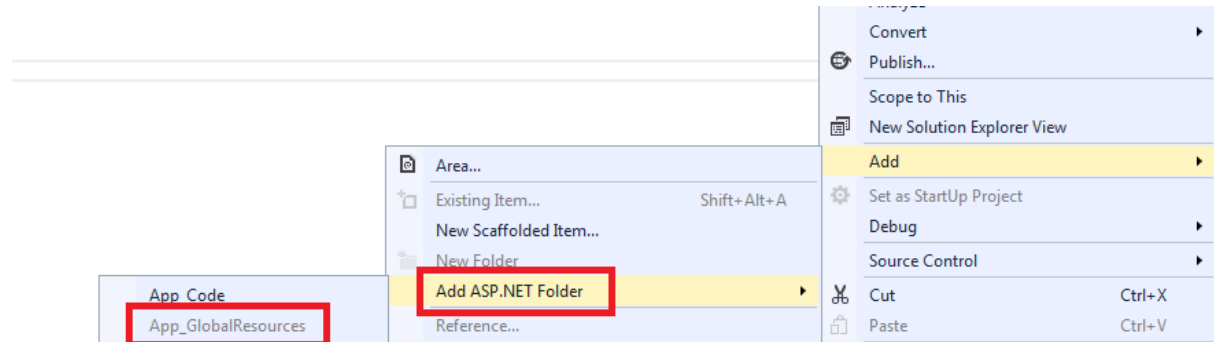 Convert
Publish...
Scope to This
New Solution Explorer View
Add
Set as StartUp Project
Debug
Source Control
Cut Ctrl+X
Paste Ctrl+V
Area...
Existing Item... Shift+Alt+A
New Scaffolded Item...
New Folder
Add ASP.NET Folder
Reference...
App_Code
App_GlobalResources